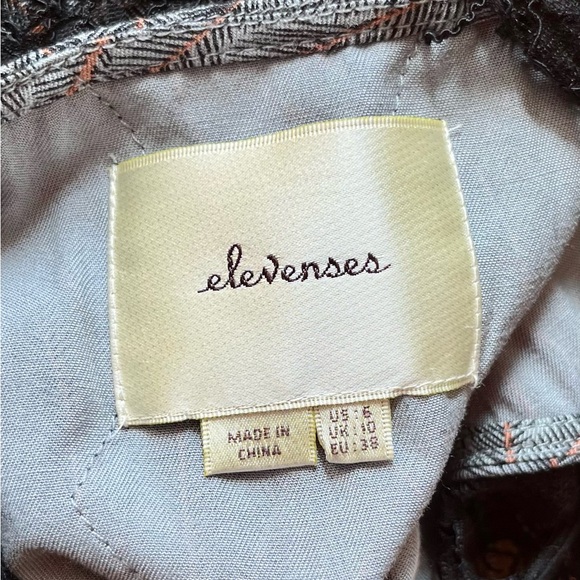 elevenses
MADE IN
CHINA
US: 6
UK: 10
EU: 38